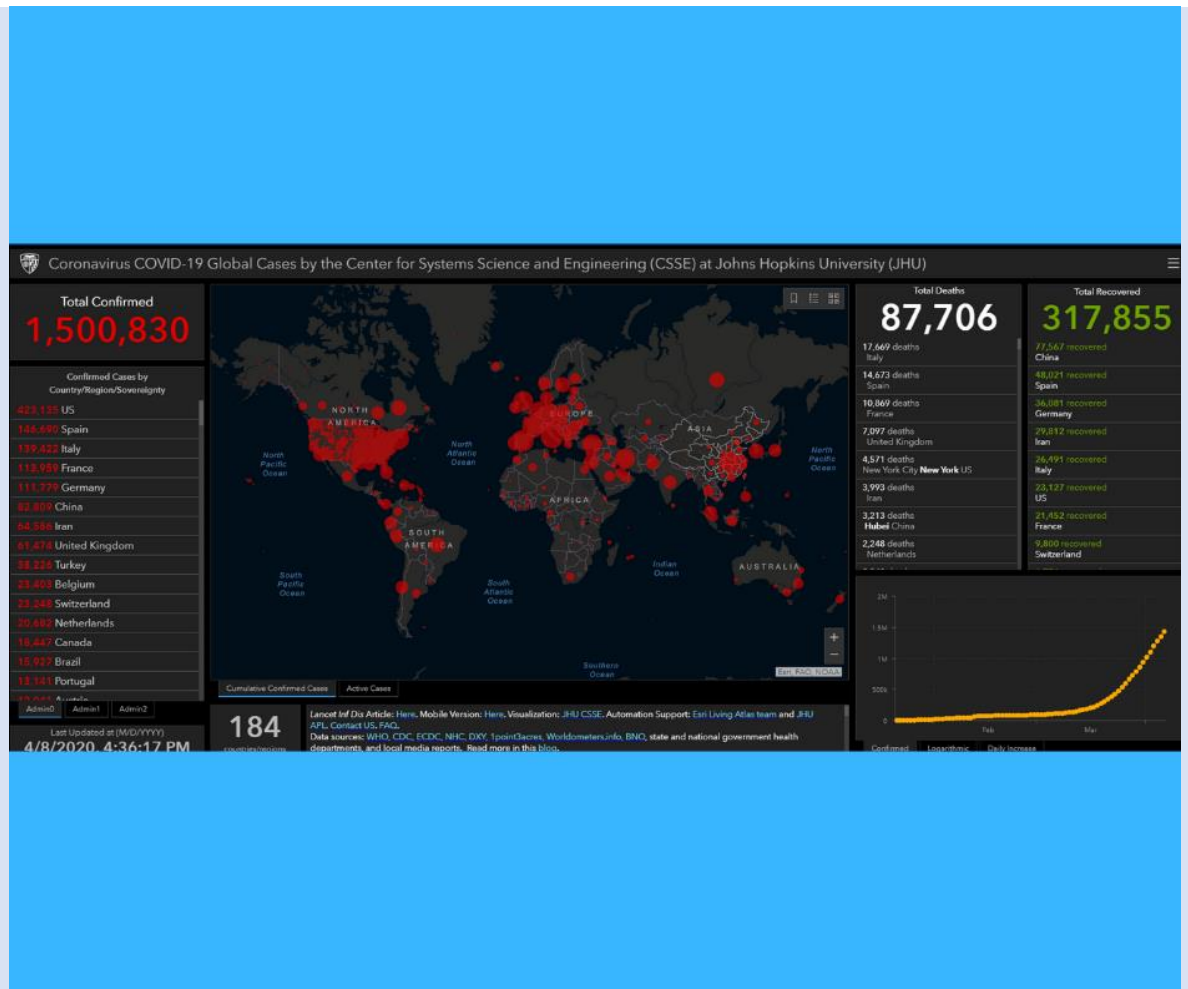 Coronavirus COVID-19 Global Cases by the Center for Systems Science and Engineering (CSSE) at Johns Hopkins University (JHU)
Total Confirmed
1,500,830
Confirmed Cases by
Country/Region/Sovereignty
423,135 US
146,690 Spain
139,422 Italy
113,959 France
111,779 Germany
82,809 China
64,586 Iran
61,474 United Kingdom
58,226 Turkey
23,403 Belgium
23,248 Switzerland
20,682 Netherlands
18,447 Canada
15,927 Brazil
13,141 Portugal
Austria
Admin0 Admin1 Admin2
Last Updated at (M/D/YYYY)
4/8/2020, 4:36:17 PM
NORTH
AMERICA
EUROPE
ASIA
North
Pacific
Ocean
North
Atlantic
Ocean
North
Pacific
Ocean
AFRICA
SOUTH
AMERICA
Indian
Ocean
AUSTRALIA
South
Pacific
Ocean
South
Atlantic
Ocean
Southern
Ocean
+
−
Esri, FAO, NOAA
Cumulative Confirmed Cases Active Cases
184
countries/regions
Lancet Inf Dis Article: Here. Mobile Version: Here. Visualization: JHU CSSE. Automation Support: Esri Living Atlas team and JHU
APL. Contact US. FAQ.
Data sources: WHO, CDC, ECDC, NHC, DXY, 1point3acres, Worldometers.info, BNO, state and national government health
departments, and local media reports. Read more in this blog.
Total Deaths
87,706
17,669 deaths
Italy
14,673 deaths
Spain
10,869 deaths
France
7,097 deaths
United Kingdom
4,571 deaths
New York City New York US
3,993 deaths
Iran
3,213 deaths
Hubei China
2,248 deaths
Netherlands
Total Recovered
317,855
77,567 recovered
China
48,021 recovered
Spain
36,081 recovered
Germany
29,812 recovered
Iran
26,491 recovered
Italy
23,127 recovered
US
21,452 recovered
France
9,800 recovered
Switzerland
2M
1.5M
1M
500k
0
Feb Mar
Confirmed Logarithmic Daily Increase